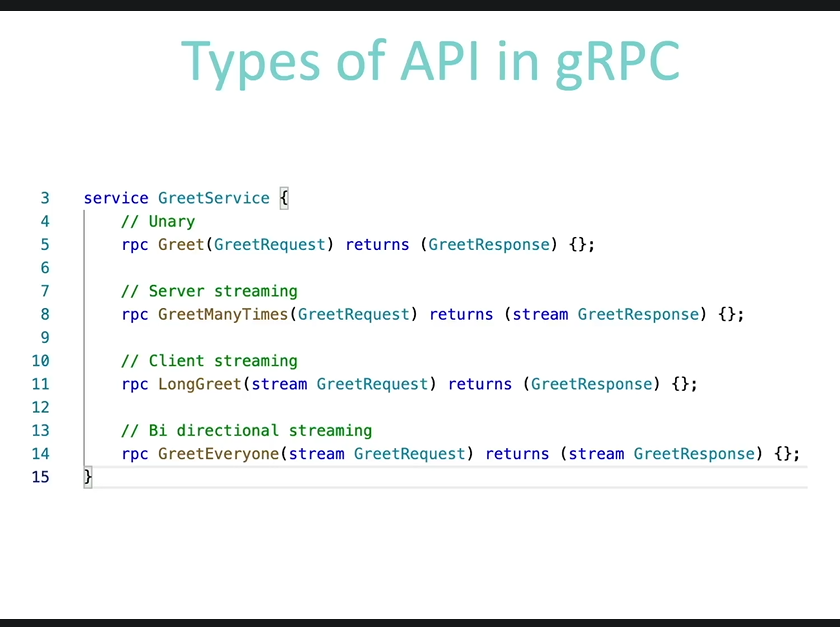 Types of API in gRPC
3 service GreetService {
4 // Unary
5 rpc Greet(GreetRequest) returns (GreetResponse) {};
6
7 // Server streaming
8 rpc GreetManyTimes(GreetRequest) returns (stream GreetResponse) {};
9
10 // Client streaming
11 rpc LongGreet(stream GreetRequest) returns (GreetResponse) {};
12
13 // Bi directional streaming
14 rpc GreetEveryone(stream GreetRequest) returns (stream GreetResponse) {};
15 }